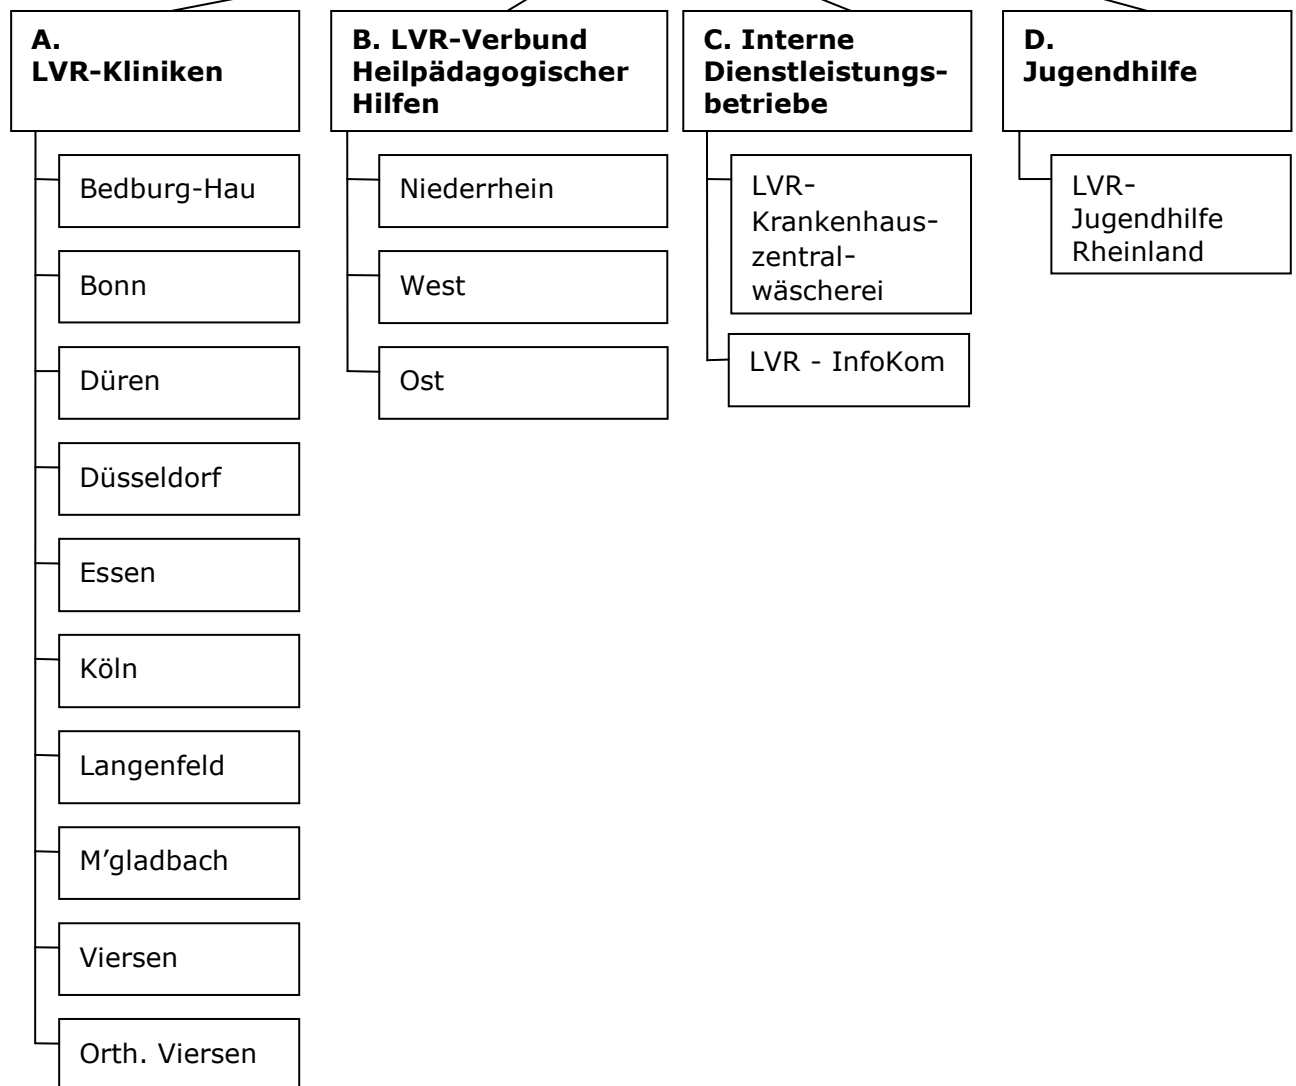 A.
LVR-Kliniken
Bedburg-Hau
Bonn
Düren
Düsseldorf
Essen
Köln
Langenfeld
M’gladbach
Viersen
Orth. Viersen
B. LVR-Verbund
Heilpädagogischer
Hilfen
Niederrhein
West
Ost
C. Interne
Dienstleistungs-
betriebe
LVR-
Krankenhaus-
zentral-
wäscherei
LVR - InfoKom
D.
Jugendhilfe
LVR-
Jugendhilfe
Rheinland